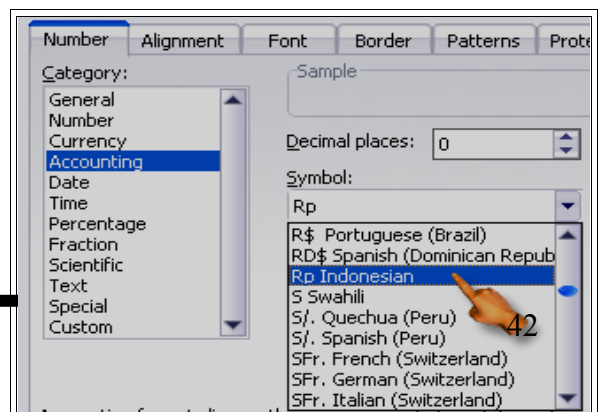 Number Alignment Font Border Patterns
Category:
General
Number
Currency
Accounting
Date
Time
Percentage
Fraction
Scientific
Text
Special
Custom
Sample
Decimal places: 0
Symbol:
Rp
R$ Portuguese (Brazil)
RD$ Spanish (Dominican Repub
Rp Indonesian
S Swahili
S/. Quechua (Peru)
S/. Spanish (Peru)
SFr. French (Switzerland)
SFr. German (Switzerland)
SFr. Italian (Switzerland)
42